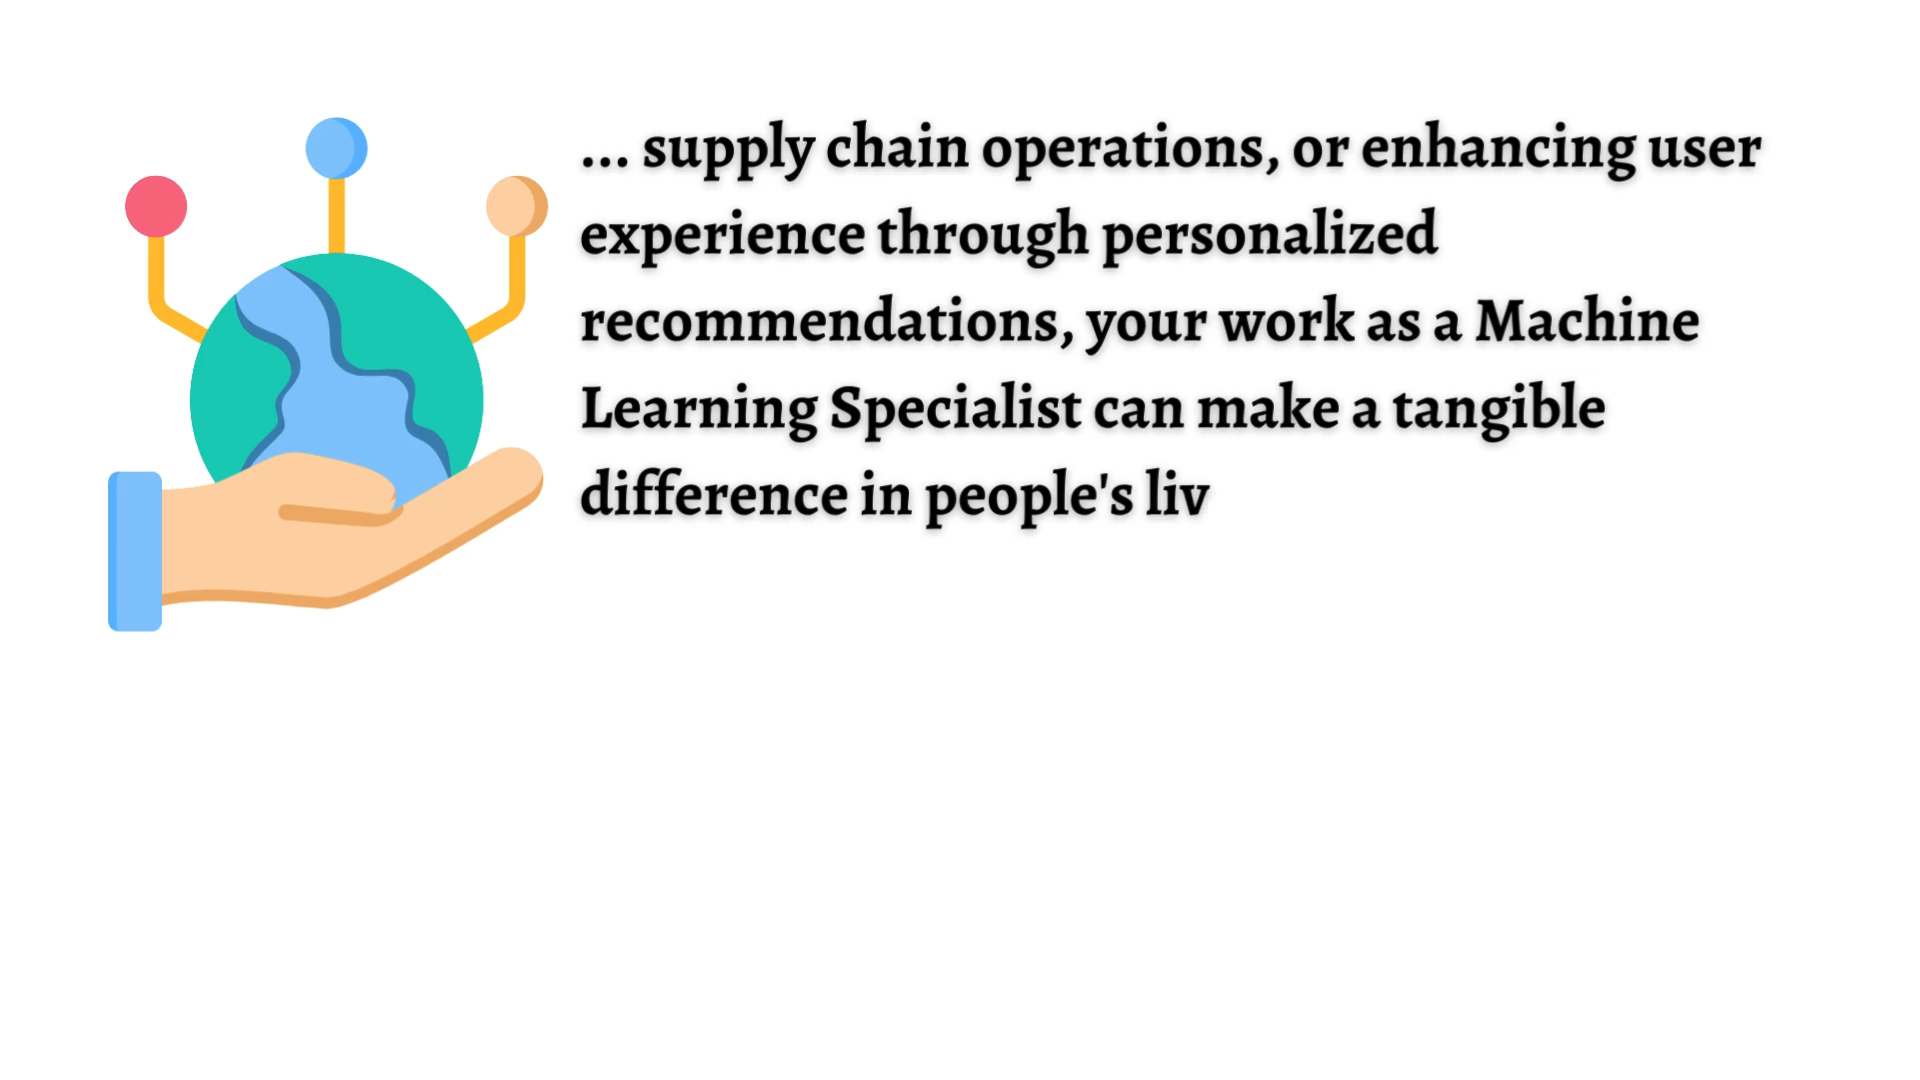 ... supply chain operations, or enhancing user
experience through personalized
recommendations, your work as a Machine
Learning Specialist can make a tangible
difference in people's liv